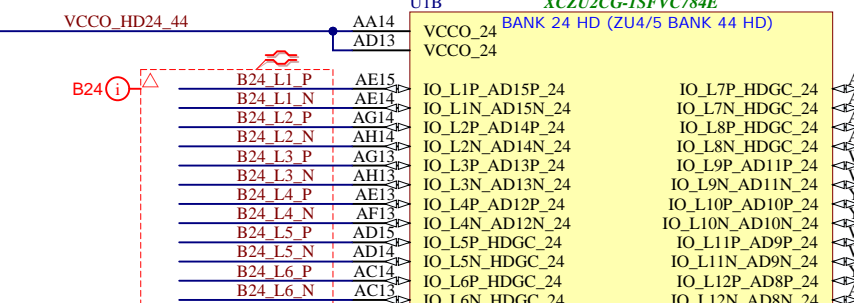 U1B XCZU2CG-1SFVC784E
VCCO_HD24_44 AA14 VCCO_24 BANK 24 HD (ZU4/5 BANK 44 HD)
AD13 VCCO_24
B24 i
B24_L1_P AE15 IO_L1P_AD15P_24 IO_L7P_HDGC_24
B24_L1_N AE14 IO_L1N_AD15N_24 IO_L7N_HDGC_24
B24_L2_P AG14 IO_L2P_AD14P_24 IO_L8P_HDGC_24
B24_L2_N AH14 IO_L2N_AD14N_24 IO_L8N_HDGC_24
B24_L3_P AG13 IO_L3P_AD13P_24 IO_L9P_AD11P_24
B24_L3_N AH13 IO_L3N_AD13N_24 IO_L9N_AD11N_24
B24_L4_P AE13 IO_L4P_AD12P_24 IO_L10P_AD10P_24
B24_L4_N AF13 IO_L4N_AD12N_24 IO_L10N_AD10N_24
B24_L5_P AD15 IO_L5P_HDGC_24 IO_L11P_AD9P_24
B24_L5_N AD14 IO_L5N_HDGC_24 IO_L11N_AD9N_24
B24_L6_P AC14 IO_L6P_HDGC_24 IO_L12P_AD8P_24
B24_L6_N AC13 IO_L6N_HDGC_24 IO_L12N_AD8N_24